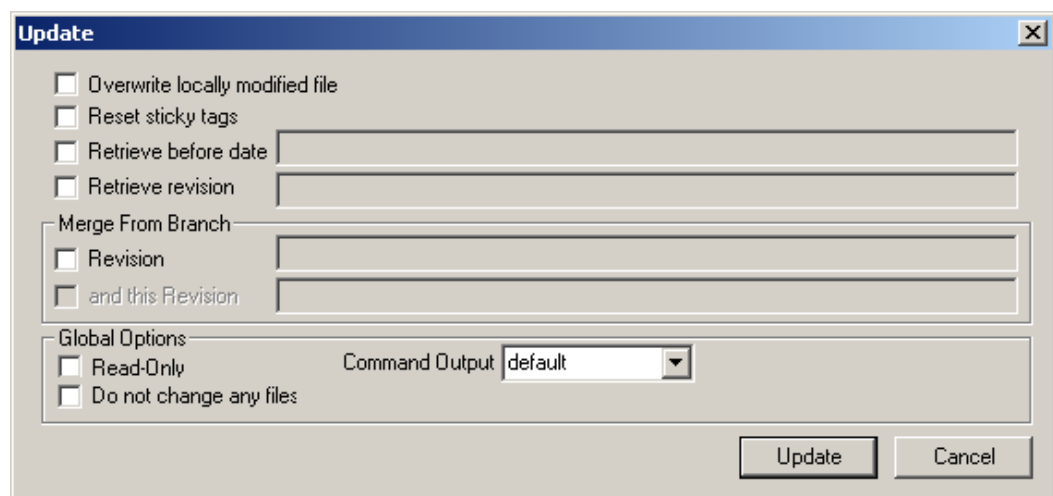 Update
Overwrite locally modified file
Reset sticky tags
Retrieve before date
Retrieve revision
Merge From Branch
Revision
and this Revision
Global Options
Read-Only Command Output default
Do not change any files
Update Cancel